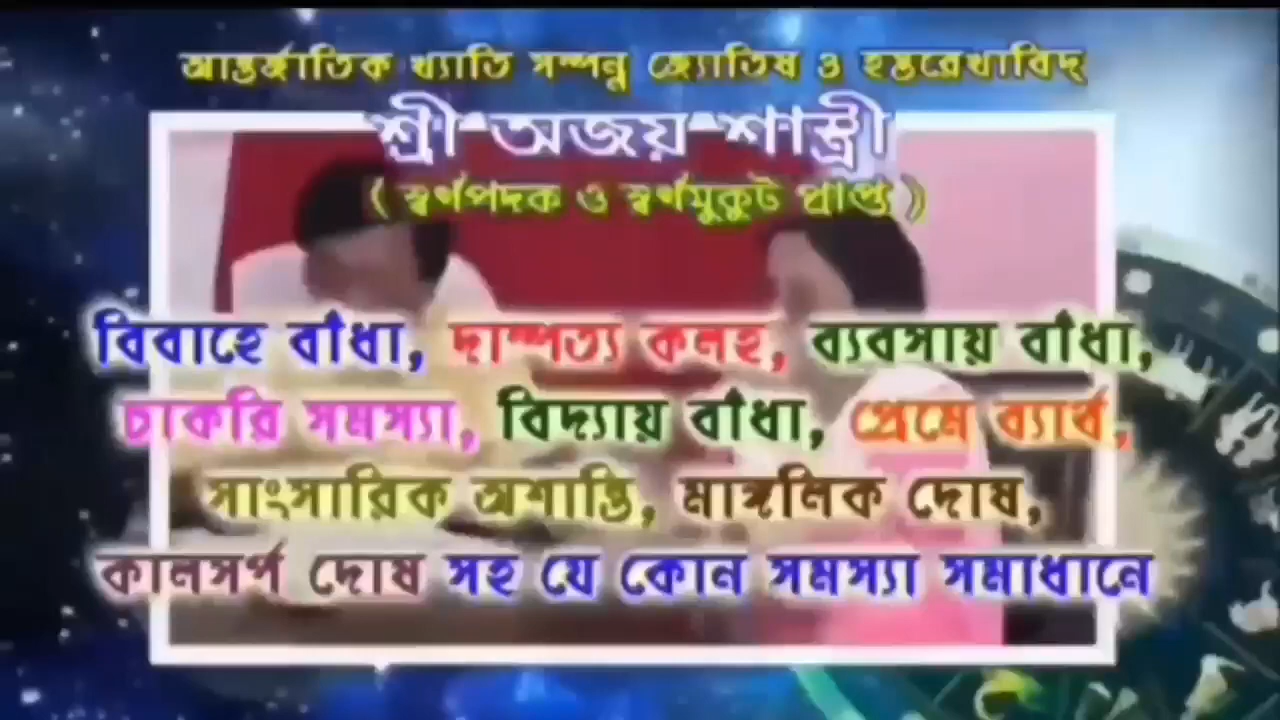 আন্তর্জাতিক খ্যাতি সম্পন্ন জ্যোতিষ ও হস্তরেখাবিদ্
শ্রী অজয় শাস্ত্রী
( স্বর্ণপদক ও স্বর্ণমুকুট প্রাপ্ত )
বিবাহে বাঁধা, দাম্পত্য কলহ, ব্যবসায় বাঁধা,
চাকরি সমস্যা, বিদ্যায় বাঁধা, প্রেমে ব্যার্থ,
সাংসারিক অশান্তি, মাঙ্গলিক দোষ,
কালসর্প দোষ সহ যে কোন সমস্যা সমাধানে